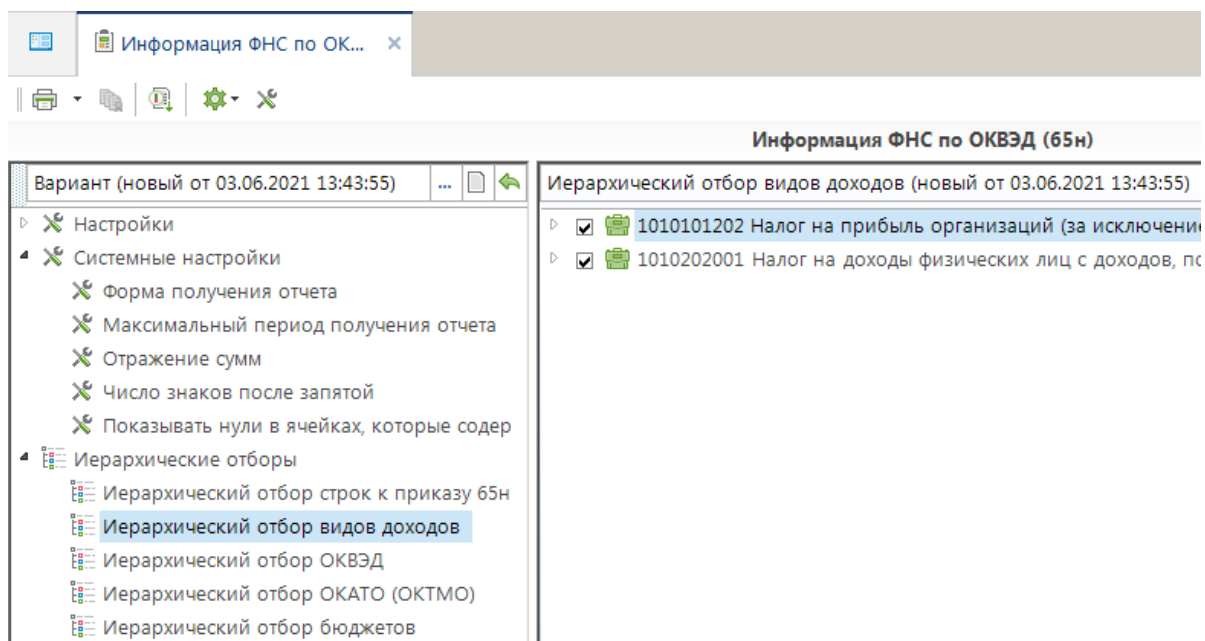 Информация ФНС по ОК...
Информация ФНС по ОКВЭД (65н)
Вариант (новый от 03.06.2021 13:43:55) ...
Настройки
Системные настройки
Форма получения отчета
Максимальный период получения отчета
Отражение сумм
Число знаков после запятой
Показывать нули в ячейках, которые содер
Иерархические отборы
Иерархический отбор строк к приказу 65н
Иерархический отбор видов доходов
Иерархический отбор ОКВЭД
Иерархический отбор ОКАТО (ОКТМО)
Иерархический отбор бюджетов
Иерархический отбор видов доходов (новый от 03.06.2021 13:43:55)
1010101202 Налог на прибыль организаций (за исключение
1010202001 Налог на доходы физических лиц с доходов, по